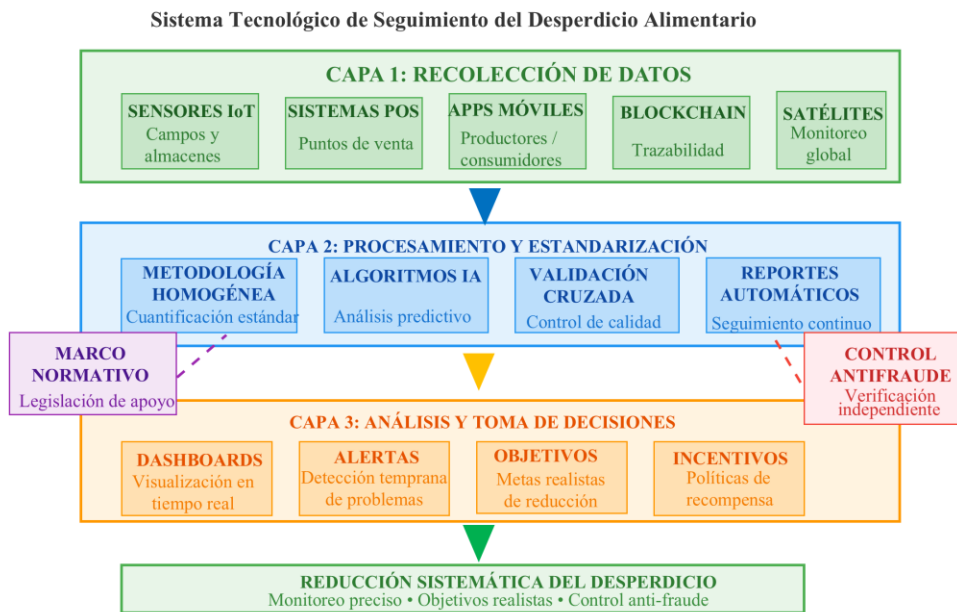 Sistema Tecnológico de Seguimiento del Desperdicio Alimentario
CAPA 1: RECOLECCIÓN DE DATOS
SENSORES IoT
Campos y
almacenes
SISTEMAS POS
Puntos de venta
APPS MÓVILES
Productores /
consumidores
BLOCKCHAIN
Trazabilidad
SATÉLITES
Monitoreo
global
CAPA 2: PROCESAMIENTO Y ESTANDARIZACIÓN
METODOLOGÍA
HOMOGÉNEA
Cuantificación estándar
ALGORITMOS IA
Análisis predictivo
VALIDACIÓN
CRUZADA
Control de calidad
REPORTES
AUTOMÁTICOS
Seguimiento continuo
MARCO
NORMATIVO
Legislación de apoyo
CONTROL
ANTIFRAUDE
Verificación
independiente
CAPA 3: ANÁLISIS Y TOMA DE DECISIONES
DASHBOARDS
Visualización en
tiempo real
ALERTAS
Detección temprana
de problemas
OBJETIVOS
Metas realistas
de reducción
INCENTIVOS
Políticas de
recompensa
REDUCCIÓN SISTEMÁTICA DEL DESPERDICIO
Monitoreo preciso • Objetivos realistas • Control anti-fraude